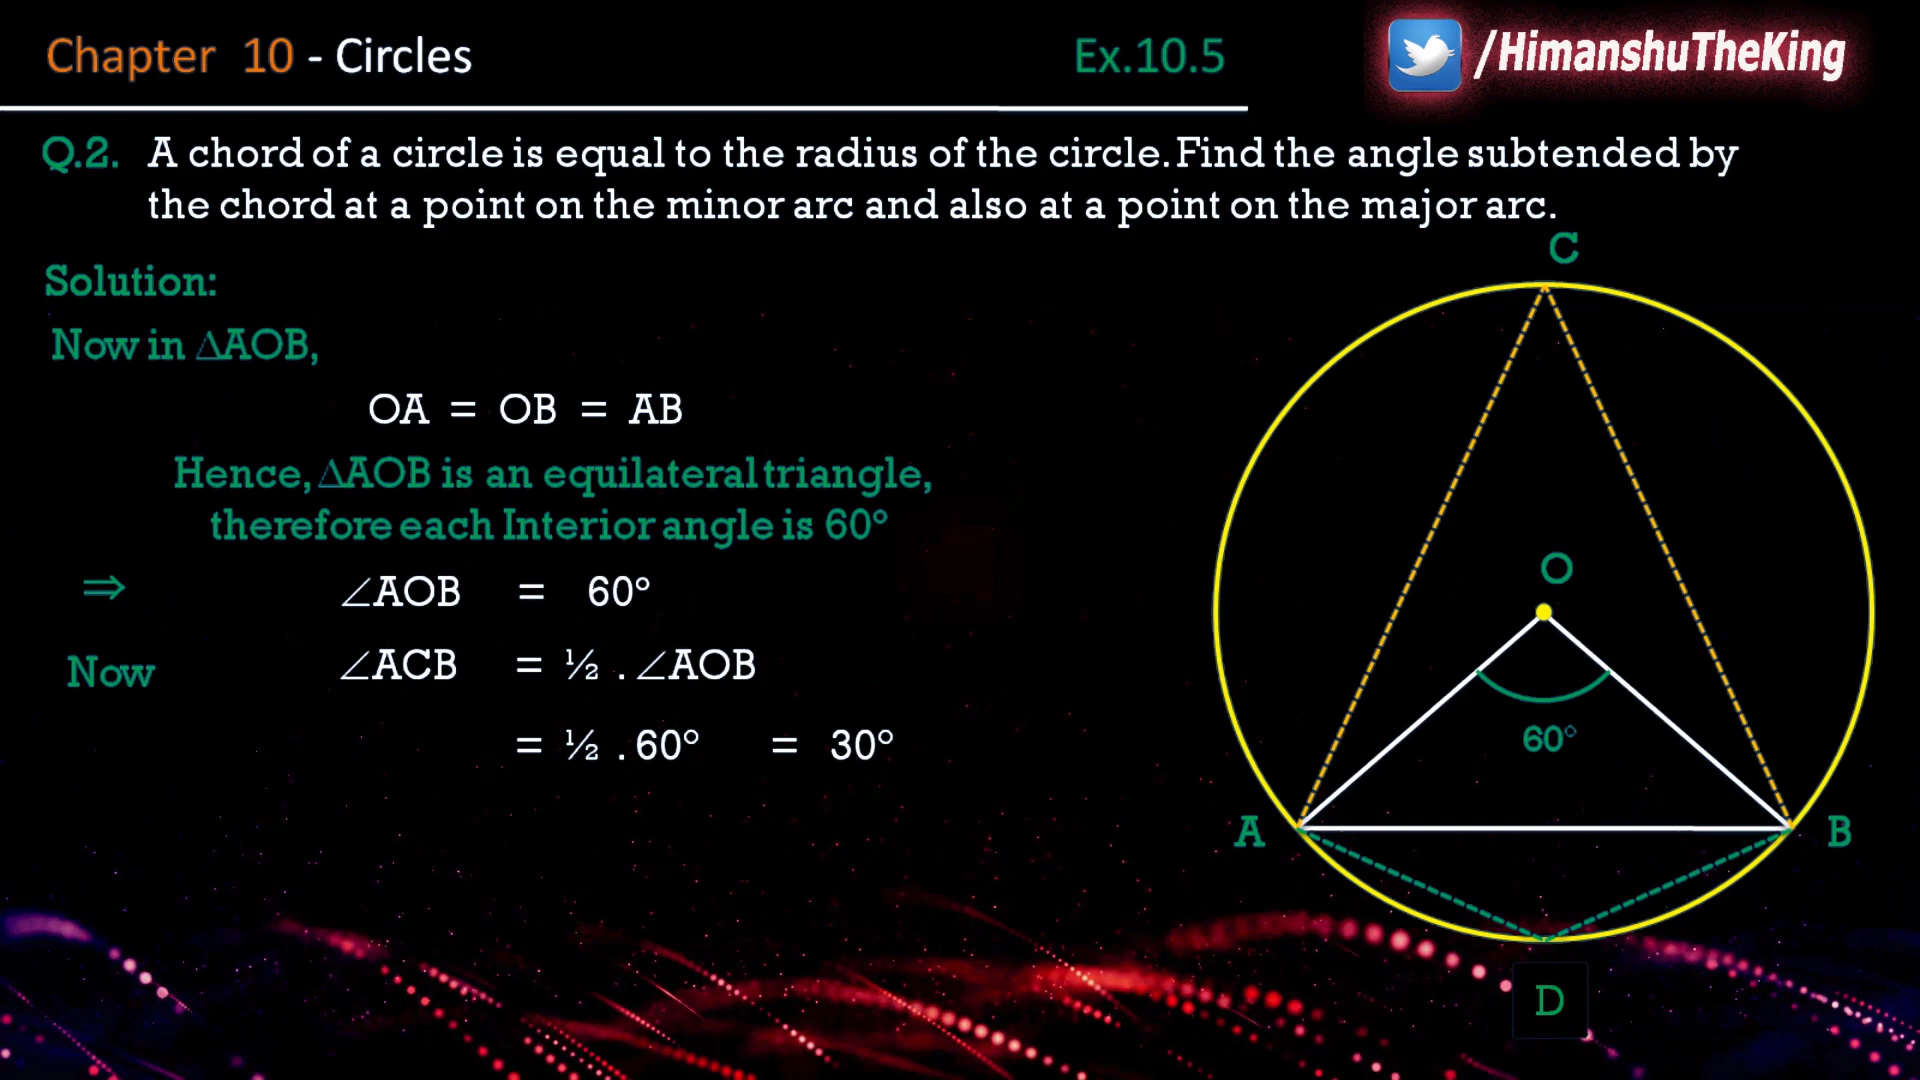 Chapter 10 - Circles
Ex.10.5
/HimanshuTheKing
Q.2. A chord of a circle is equal to the radius of the circle. Find the angle subtended by
the chord at a point on the minor arc and also at a point on the major arc.
Solution:
Now in ∆AOB,
OA = OB = AB
Hence, ∆AOB is an equilateral triangle,
therefore each Interior angle is 60°
⇒ ∠AOB = 60°
Now ∠ACB = ½ . ∠AOB
= ½ . 60° = 30°
C
O
60°
A
B
D